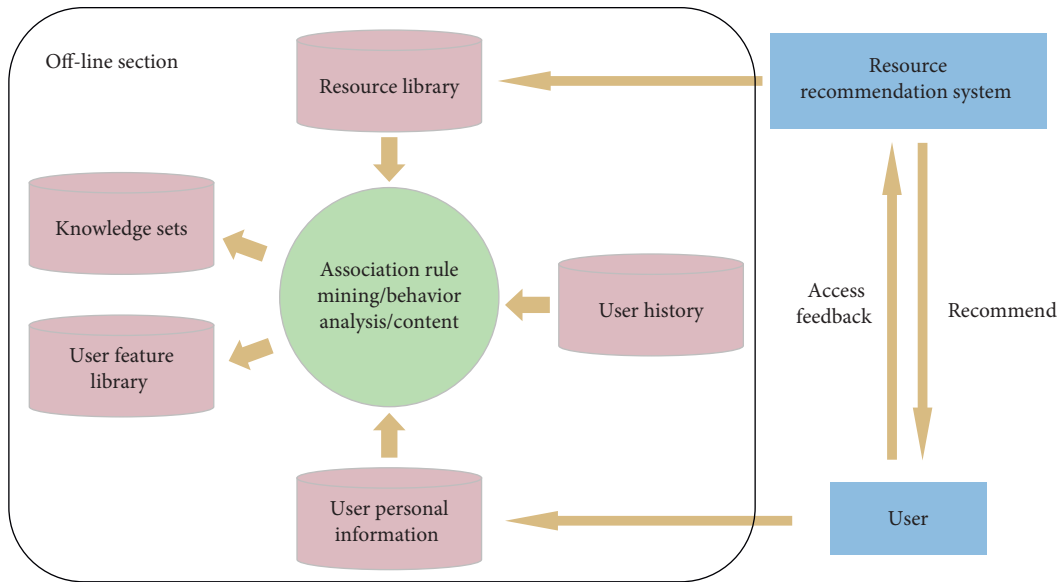 Off-line section
Resource library
Resource
recommendation system
Knowledge sets
Association rule
mining/behavior
analysis/content
User history
Access
feedback
Recommend
User feature
library
User personal
information
User